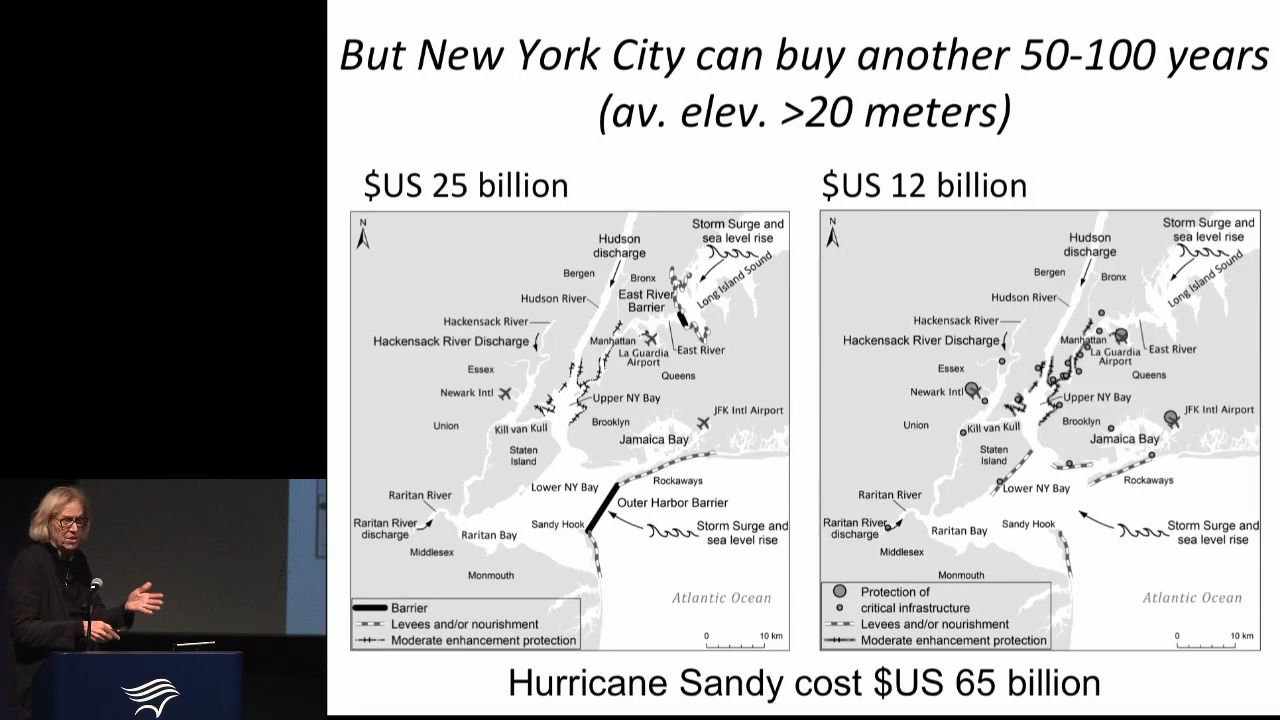 But New York City can buy another 50-100 years
(av. elev. >20 meters)
$US 25 billion
N
Storm Surge and
sea level rise
Hudson
discharge
Bergen
Bronx
Long Island Sound
Hudson River
East River
Barrier
Hackensack River
Hackensack River Discharge
Manhattan
La Guardia
Airport
East River
Essex
Queens
Newark Intl
Upper NY Bay
JFK Intl Airport
Union
Kill van Kull
Brooklyn
Jamaica Bay
Staten
Island
Lower NY Bay
Rockaways
Raritan River
Outer Harbor Barrier
Raritan River
discharge
Sandy Hook
Storm Surge and
sea level rise
Raritan Bay
Middlesex
Monmouth
Atlantic Ocean
Barrier
Levees and/or nourishment
Moderate enhancement protection
0 10 km
$US 12 billion
N
Storm Surge and
sea level rise
Hudson
discharge
Bergen
Bronx
Long Island Sound
Hudson River
Hackensack River
Hackensack River Discharge
Manhattan
La Guardia
Airport
East River
Essex
Queens
Newark Intl
Upper NY Bay
JFK Intl Airport
Union
Kill van Kull
Brooklyn
Jamaica Bay
Staten
Island
Lower NY Bay
Rockaways
Raritan River
Raritan River
discharge
Sandy Hook
Storm Surge and
sea level rise
Raritan Bay
Middlesex
Monmouth
Atlantic Ocean
Protection of
critical infrastructure
Levees and/or nourishment
Moderate enhancement protection
0 10 km
Hurricane Sandy cost $US 65 billion